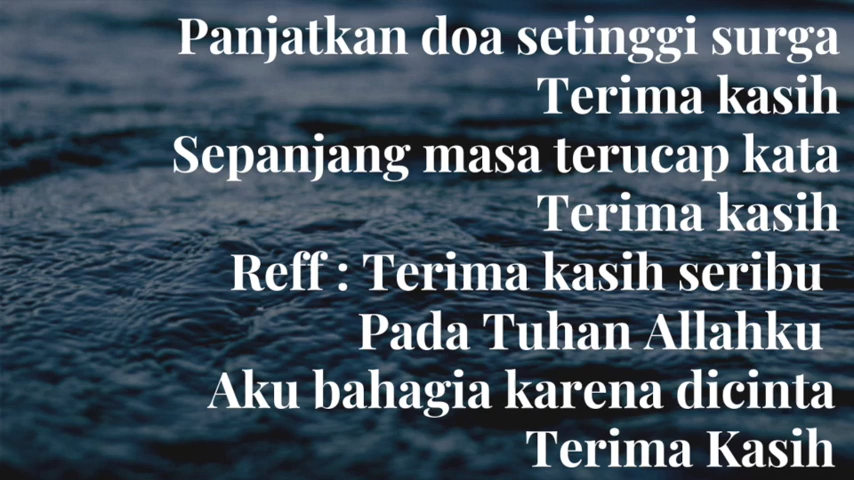 Panjatkan doa setinggi surga
Terima kasih
Sepanjang masa terucap kata
Terima kasih
Reff : Terima kasih seribu
Pada Tuhan Allahku
Aku bahagia karena dicinta
Terima Kasih